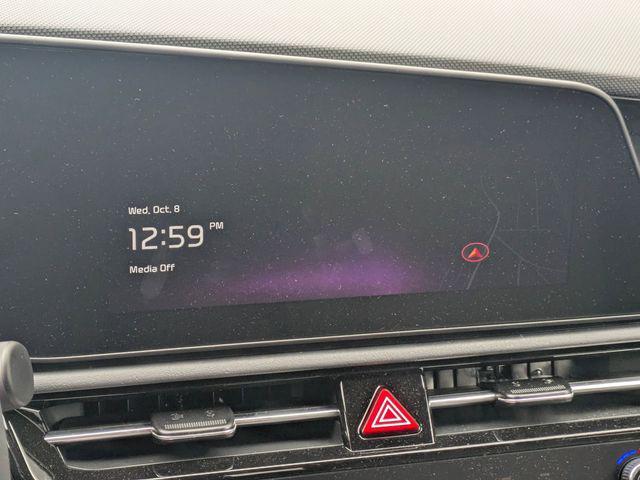 Wed, Oct. 8
12:59 PM
Media Off